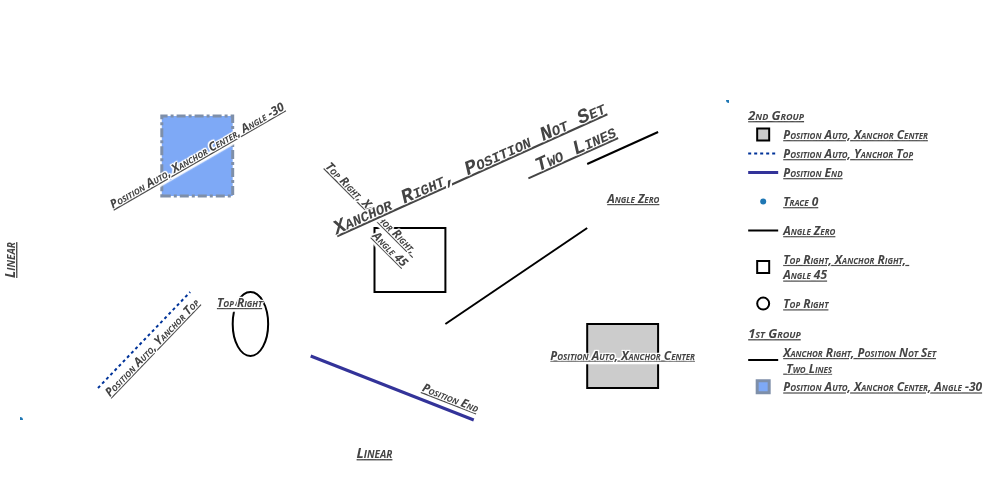 Position Auto, Xanchor Center, Angle -30
Xanchor Right, Position Not Set
Two Lines
Top Right, Xanchor Right,
Angle 45
Angle Zero
Linear
Top Right
Position Auto, Yanchor Top
Position Auto, Xanchor Center
Position End
Linear
2nd Group
Position Auto, Xanchor Center
Position Auto, Yanchor Top
Position End
Trace 0
Angle Zero
Top Right, Xanchor Right,
Angle 45
Top Right
1st Group
Xanchor Right, Position Not Set
Two Lines
Position Auto, Xanchor Center, Angle -30